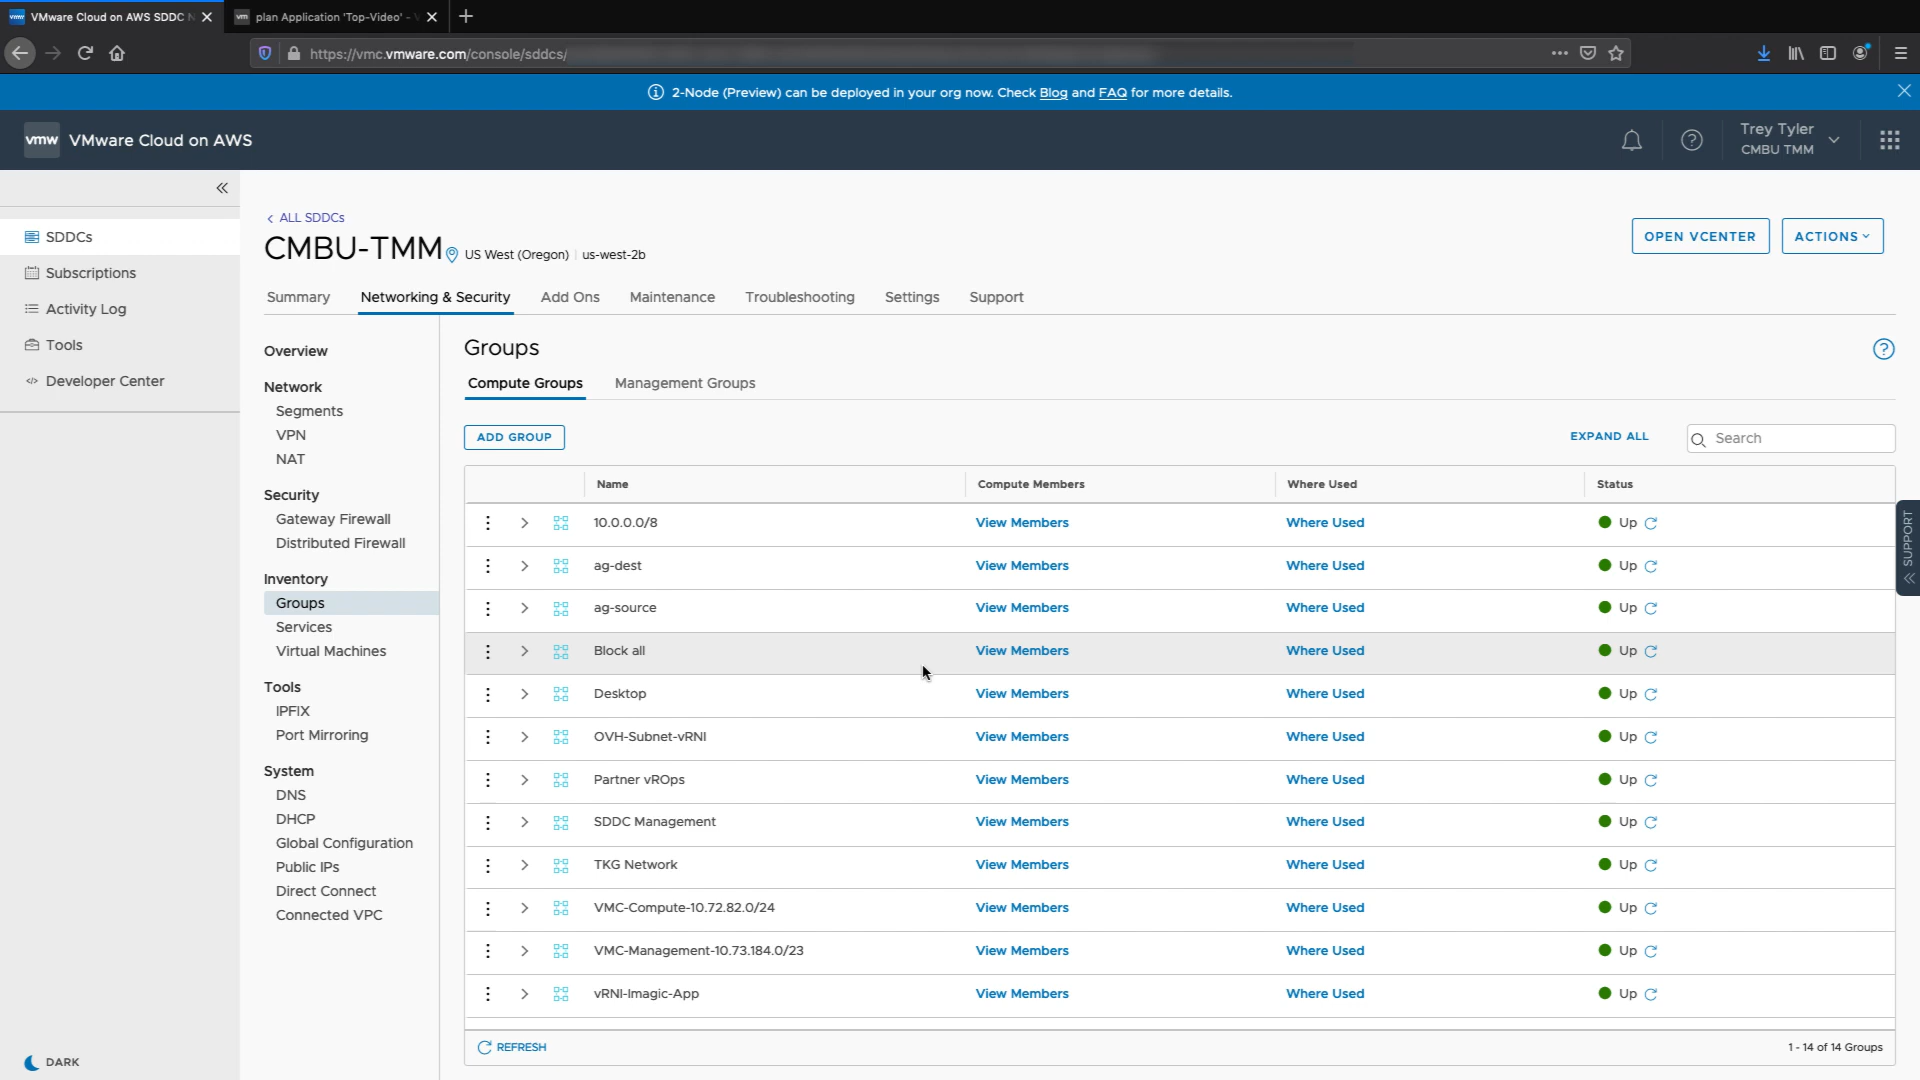 VMware Cloud on AWS SDDC N
plan Application 'Top-Video' -
https://vmc.vmware.com/console/sddcs/
2-Node (Preview) can be deployed in your org now. Check Blog and FAQ for more details.
vmw VMware Cloud on AWS
Trey Tyler
CMBU TMM
SDDCs
Subscriptions
Activity Log
Tools
Developer Center
DARK
ALL SDDCs
CMBU-TMM US West (Oregon) us-west-2b
OPEN VCENTER
ACTIONS
Summary Networking & Security Add Ons Maintenance Troubleshooting Settings Support
Overview
Network
Segments
VPN
NAT
Security
Gateway Firewall
Distributed Firewall
Inventory
Groups
Services
Virtual Machines
Tools
IPFIX
Port Mirroring
System
DNS
DHCP
Global Configuration
Public IPs
Direct Connect
Connected VPC
Groups
Compute Groups Management Groups
ADD GROUP
EXPAND ALL
Search
Name Compute Members Where Used Status
10.0.0.0/8 View Members Where Used Up
ag-dest View Members Where Used Up
ag-source View Members Where Used Up
Block all View Members Where Used Up
Desktop View Members Where Used Up
OVH-Subnet-vRNI View Members Where Used Up
Partner vROps View Members Where Used Up
SDDC Management View Members Where Used Up
TKG Network View Members Where Used Up
VMC-Compute-10.72.82.0/24 View Members Where Used Up
VMC-Management-10.73.184.0/23 View Members Where Used Up
vRNI-Imagic-App View Members Where Used Up
REFRESH
1 - 14 of 14 Groups
SUPPORT